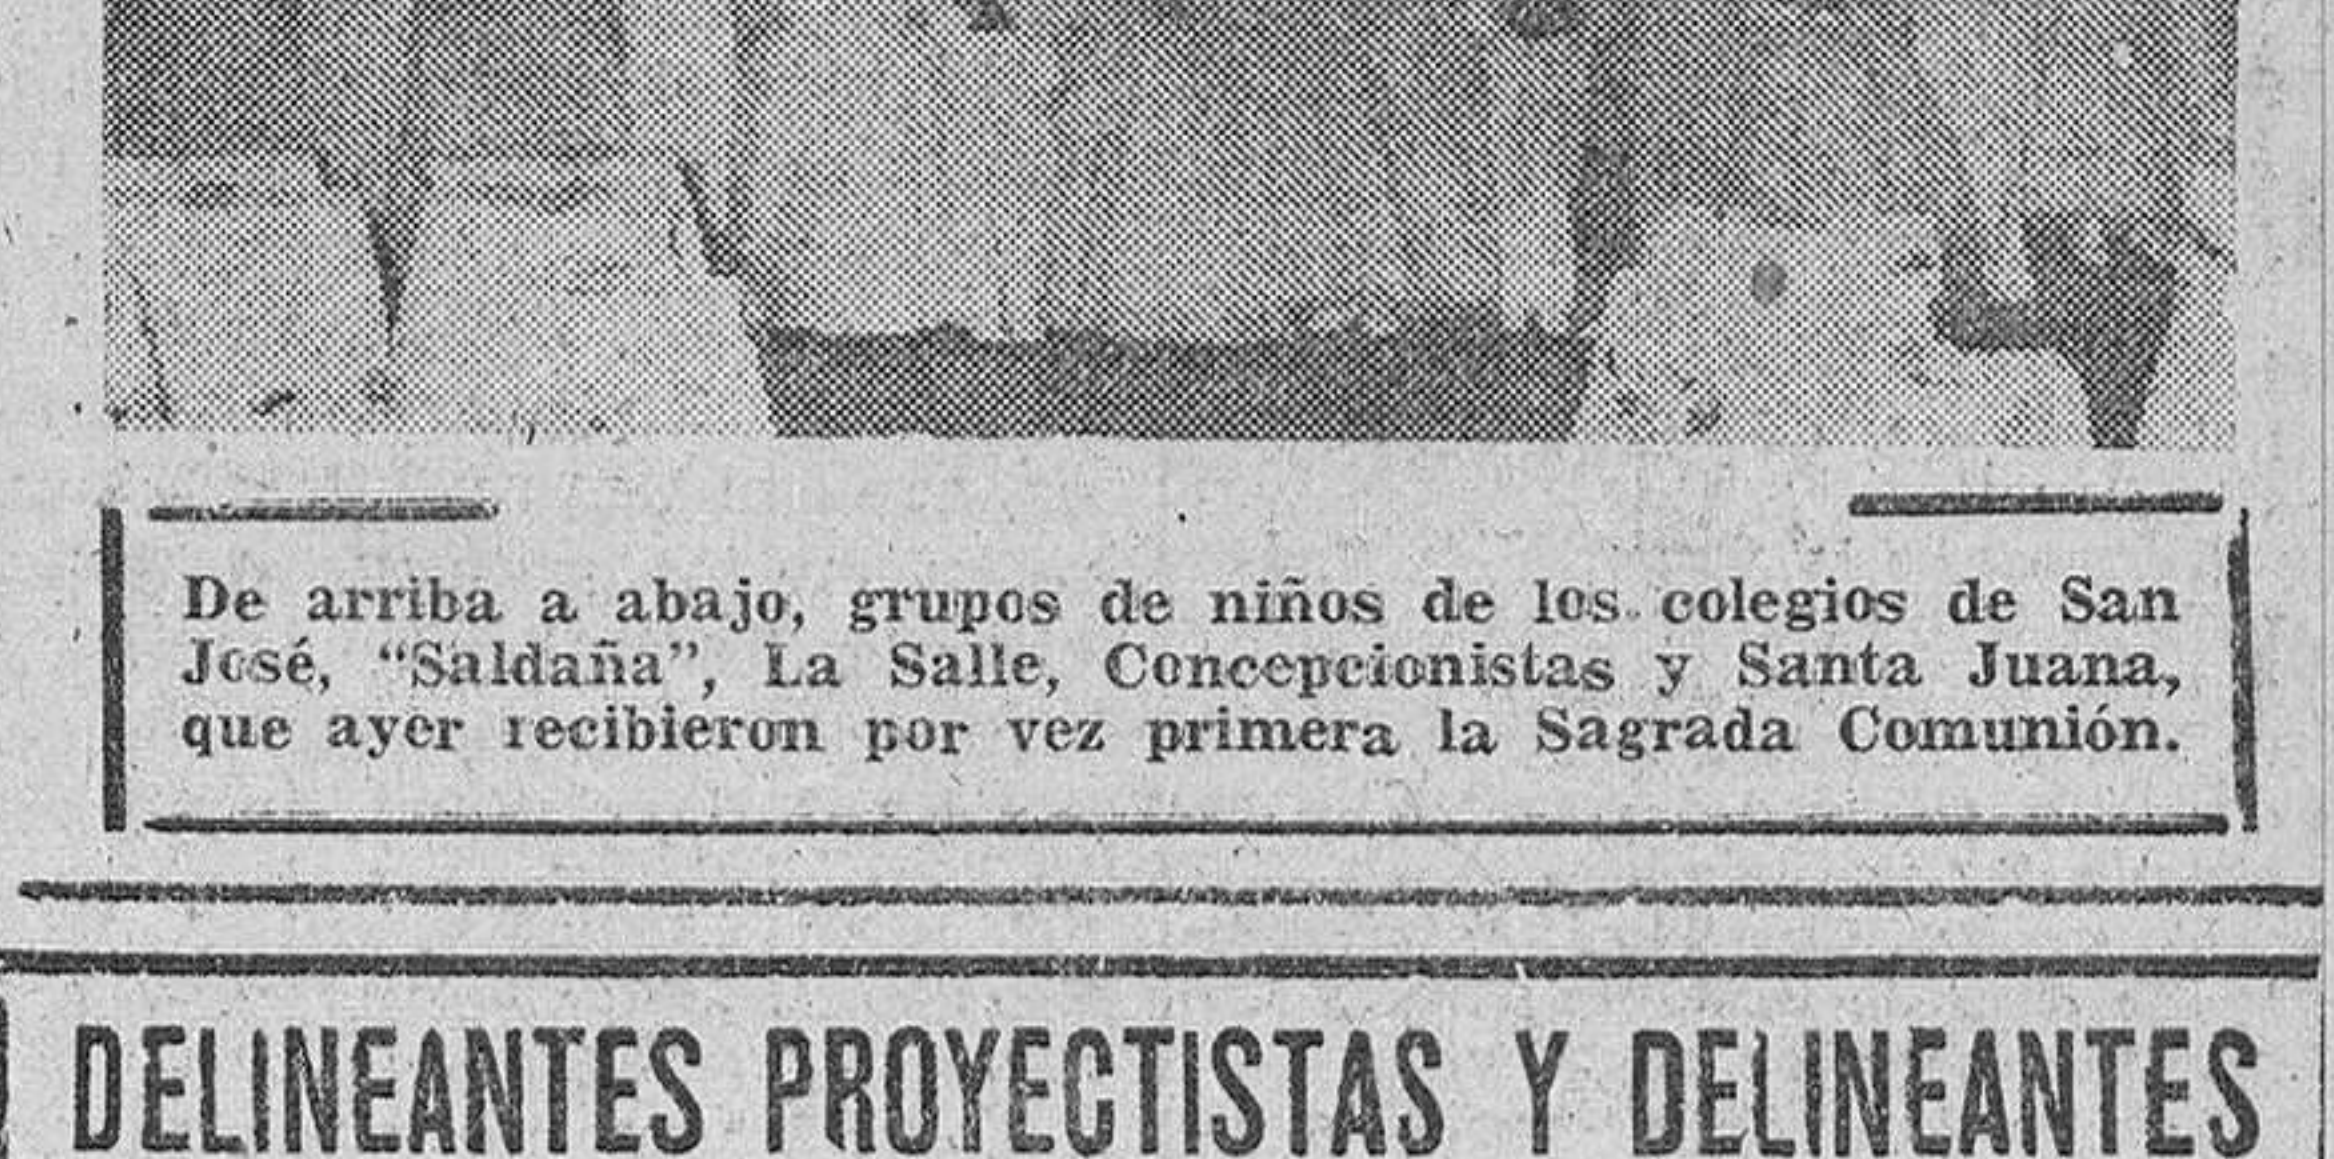 De arriba a abajo, grupos de niños de los colegios de San
José, “Saldaña”, La Salle, Concepcionistas y Santa Juana,
que ayer recibieron por vez primera la Sagrada Comunión.
DELINEANTES PROYECTISTAS Y DELINEANTES